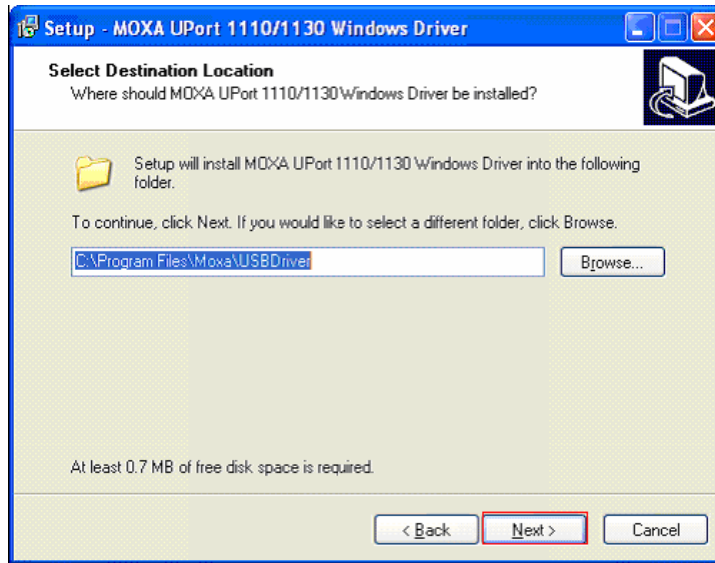 Setup - MOXA UPort 1110/1130 Windows Driver
Select Destination Location
Where should MOXA UPort 1110/1130Windows Driver be installed?
Setup will install MOXA UPort 1110/1130 Windows Driver into the following
folder.
To continue, click Next. If you would like to select a different folder, click Browse.
C:\Program Files\Moxa\USBDriver
Browse...
At least 0.7 MB of free disk space is required.
< Back
Next >
Cancel